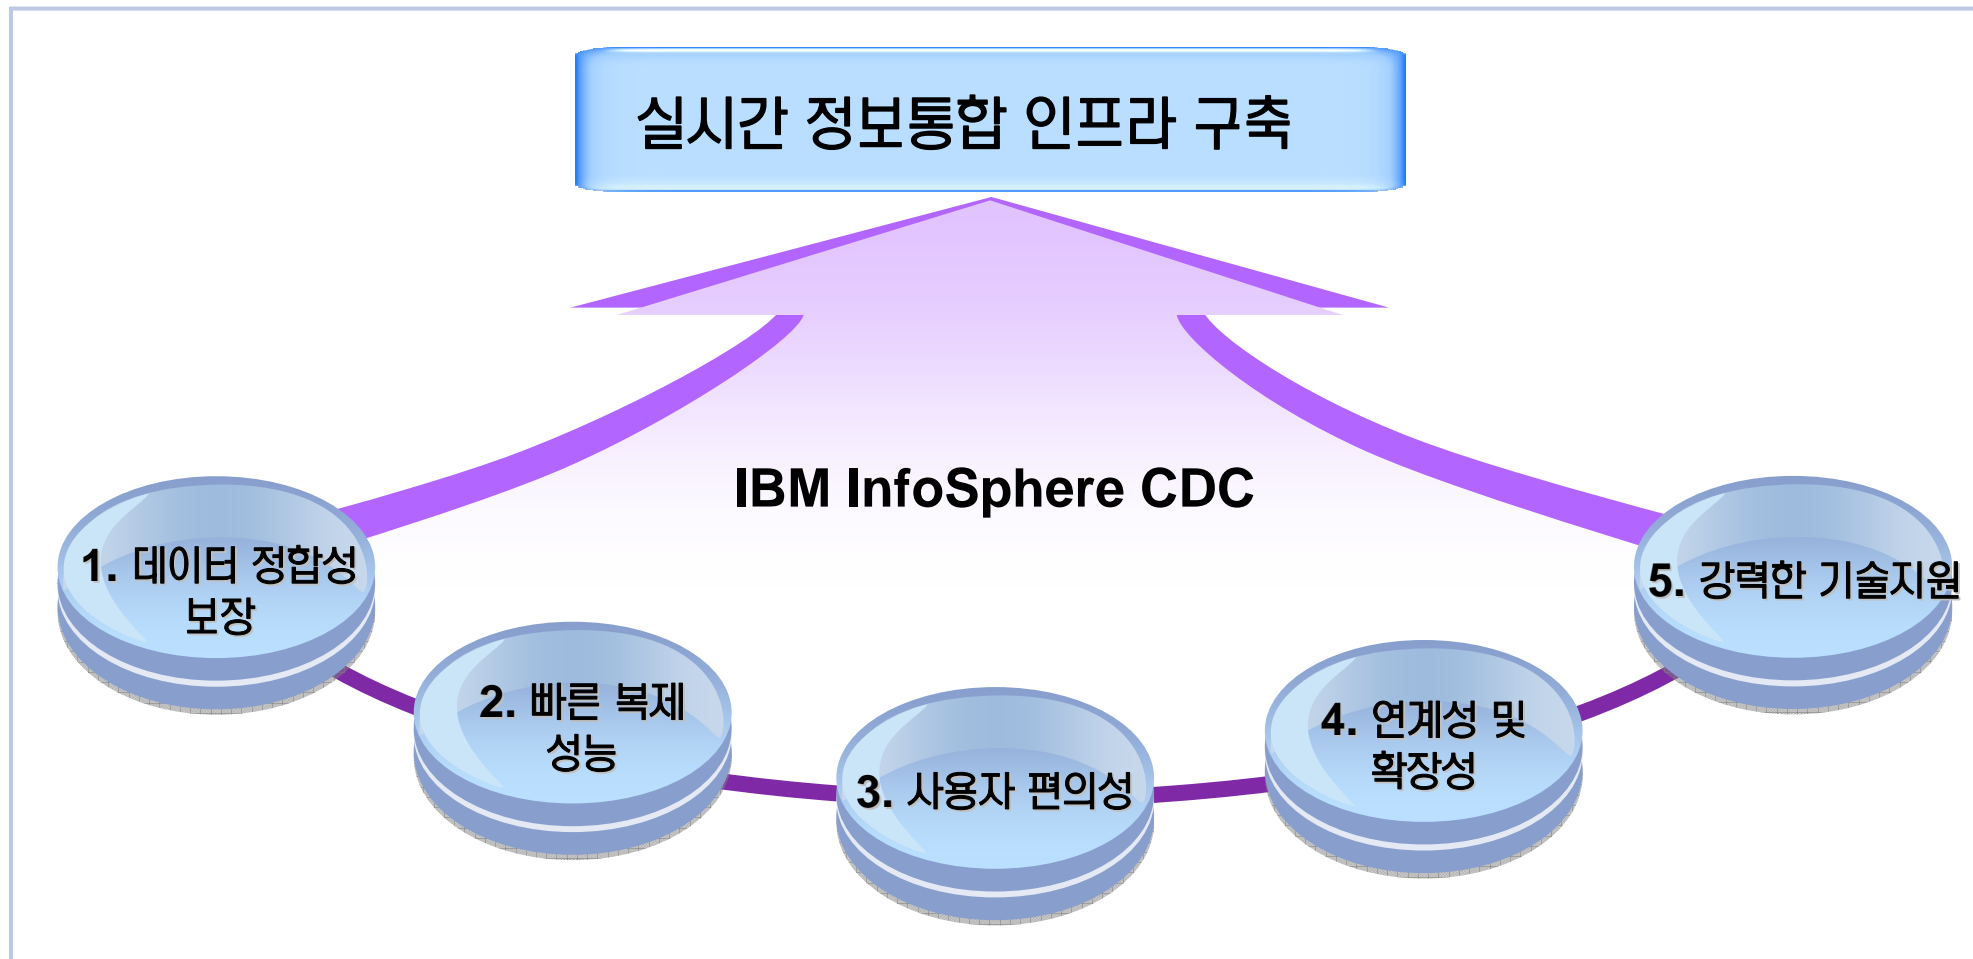 실시간 정보통합 인프라 구축
IBM InfoSphere CDC
1. 데이터 정합성
보장
2. 빠른 복제
성능
3. 사용자 편의성
4. 연계성 및
확장성
5. 강력한 기술지원